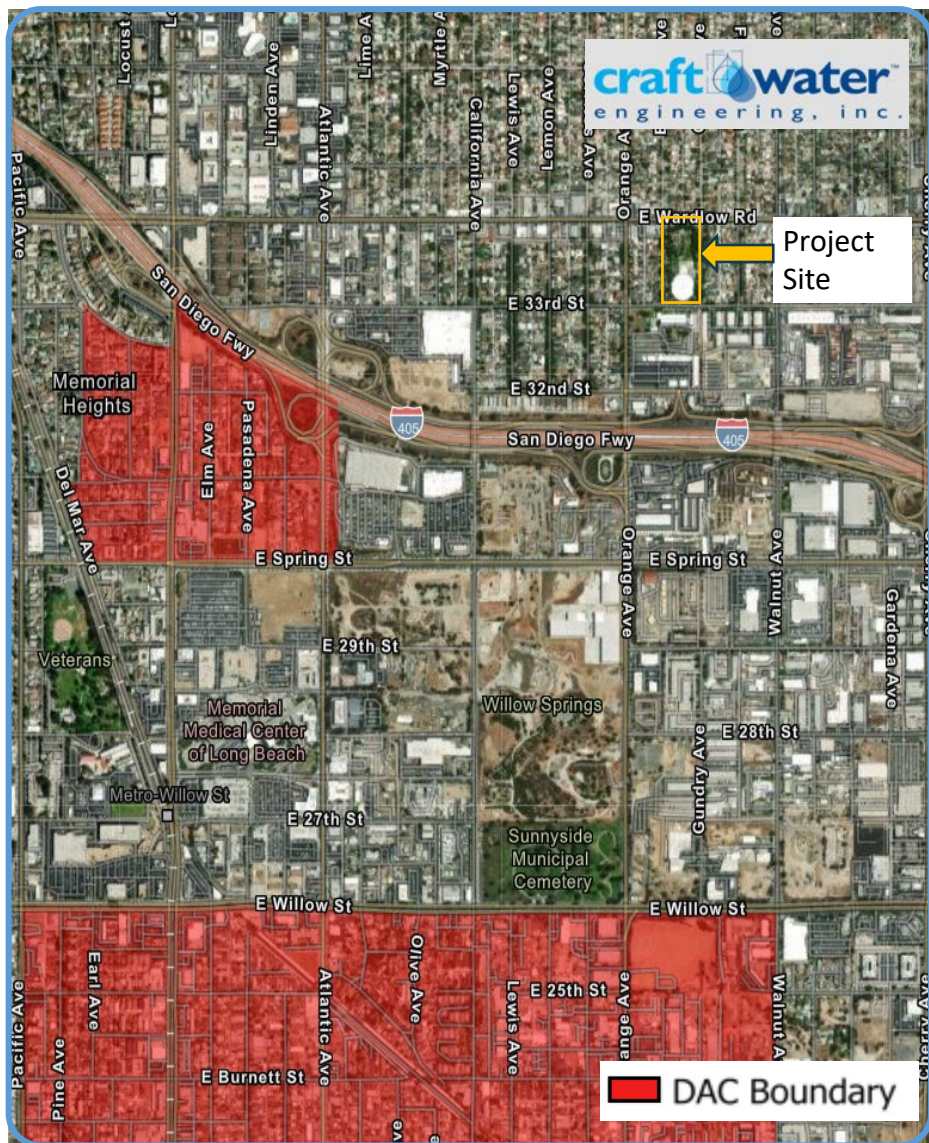 Locust A
Linden Ave
Lime A
Myrtle A
Atlantic Ave
California Ave
Lewis Ave
Lemon Ave
Orange Ave
craft water™
engineering, inc.
Pacific Ave
E Wardlow Rd
Project
Site
San Diego Fwy
E 33rd St
E 32nd St
Memorial
Heights
405
San Diego Fwy
405
Elm Ave
Pasadena Ave
Del Mar Ave
E Spring St
E Spring St
Orange Ave
Walnut Ave
Gardena Ave
E 29th St
Veterans
Memorial
Medical Center
of Long Beach
Willow Springs
E 28th St
Gundry Ave
Metro-Willow St
E 27th St
Sunnyside
Municipal
Cemetery
E Willow St
E Willow St
Earl Ave
Olive Ave
Atlantic Ave
Lewis Ave
E 25th St
ange Ave
Walnut A
Pacific Ave
Pine Ave
E Burnett St
Cherry Ave
ve
DAC Boundary